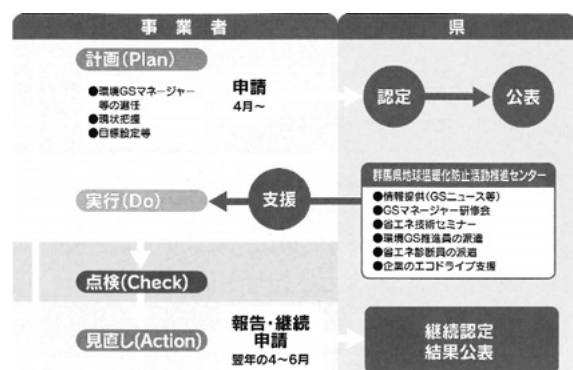 事業者
県
計画(Plan)
●環境GSマネージャー
等の選任
●現状把握
●目標設定等
申請
4月~
認定
公表
実行(Do)
支援
群馬県地球温暖化防止活動推進センター
●情報提供(GSニュース等)
●GSマネージャー研修会
●省エネ技術セミナー
●環境GS推進員の派遣
●省エネ診断員の派遣
●企業のエコドライブ支援
点検(Check)
見直し(Action)
報告・継続
申請
翌年の4~6月
継続認定
結果公表